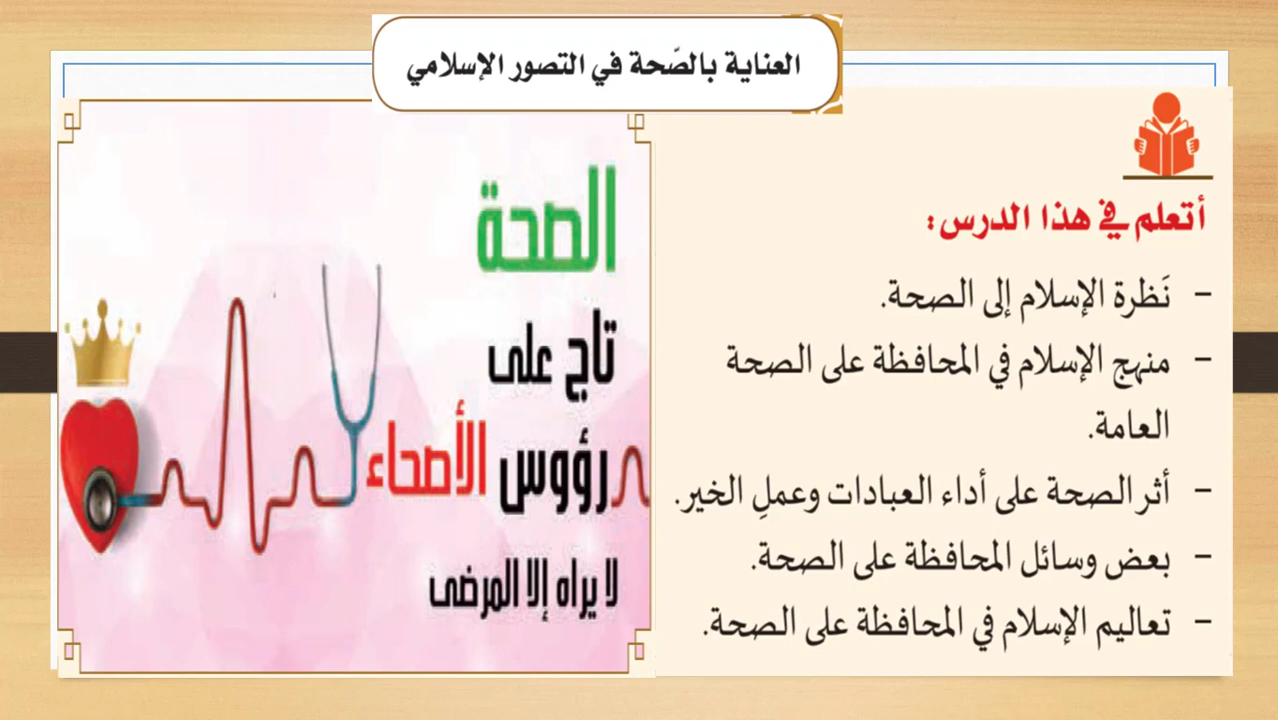 العناية بالصّحة في التصور الإسلامي
أتعلم في هذا الدرس:
- نَظرة الإسلام إلى الصحة.
- منهج الإسلام في المحافظة على الصحة
العامة.
- أثر الصحة على أداء العبادات وعملِ الخير.
- بعض وسائل المحافظة على الصحة.
- تعاليم الإسلام في المحافظة على الصحة.
الصحة
تاج على
رؤوس الأصحاء
لا يراه إلا المرضى